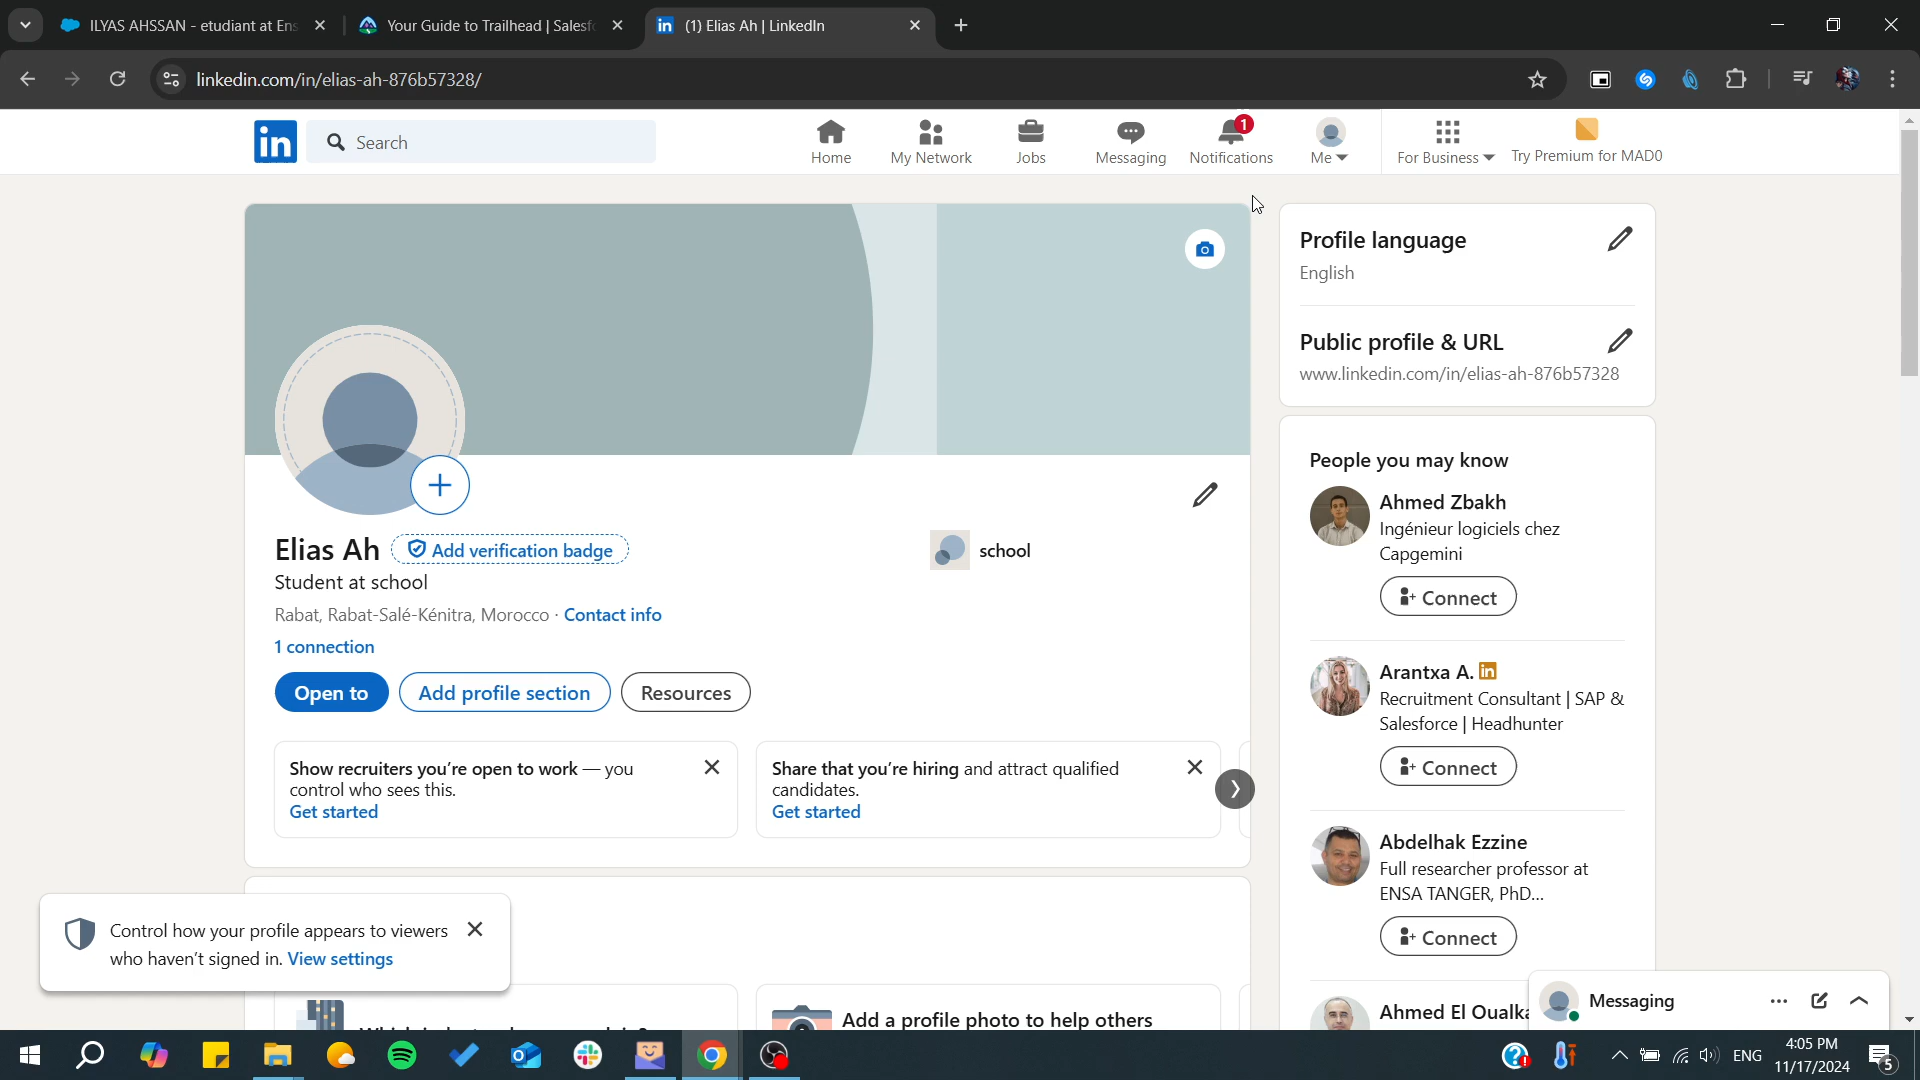 ILYAS AHSSAN - etudiant at Ens
Your Guide to Trailhead | Salesf
(1) Elias Ah | LinkedIn
linkedin.com/in/elias-ah-876b57328/
in
Search
Home
My Network
Jobs
Messaging
1
Notifications
Me
For Business
Try Premium for MAD0
Profile language
English
Public profile & URL
www.linkedin.com/in/elias-ah-876b57328
Elias Ah
Add verification badge
Student at school
Rabat, Rabat-Salé-Kénitra, Morocco · Contact info
1 connection
school
Open to
Add profile section
Resources
Show recruiters you're open to work — you
control who sees this.
Get started
Share that you're hiring and attract qualified
candidates.
Get started
People you may know
Ahmed Zbakh
Ingénieur logiciels chez
Capgemini
Connect
Arantxa A. in
Recruitment Consultant | SAP &
Salesforce | Headhunter
Connect
Abdelhak Ezzine
Full researcher professor at
ENSA TANGER, PhD...
Connect
Ahmed El Oualka
Control how your profile appears to viewers
who haven't signed in. View settings
Add a profile photo to help others
Messaging
ENG
4:05 PM
11/17/2024
5